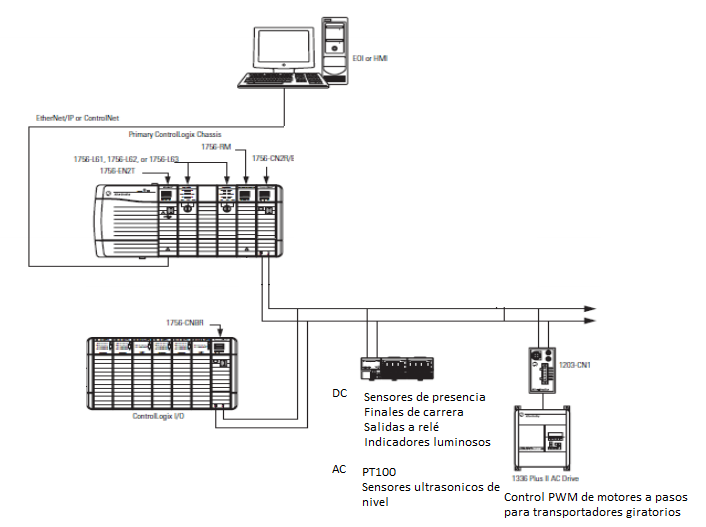 EOI or HMI
EtherNet/IP or ControlNet
Primary ControlLogix Chassis
1756-RM
1756-L61, 1756-L62, or 1756-L63
1756-CN2R/B
1756-EN2T
1756-CNBR
ControlLogix I/O
1203-CN1
DC
Sensores de presencia
Finales de carrera
Salidas a relé
Indicadores luminosos
AC
PT100
Sensores ultrasonicos de
nivel
1336 Plus II AC Drive
Control PWM de motores a pasos
para transportadores giratorios